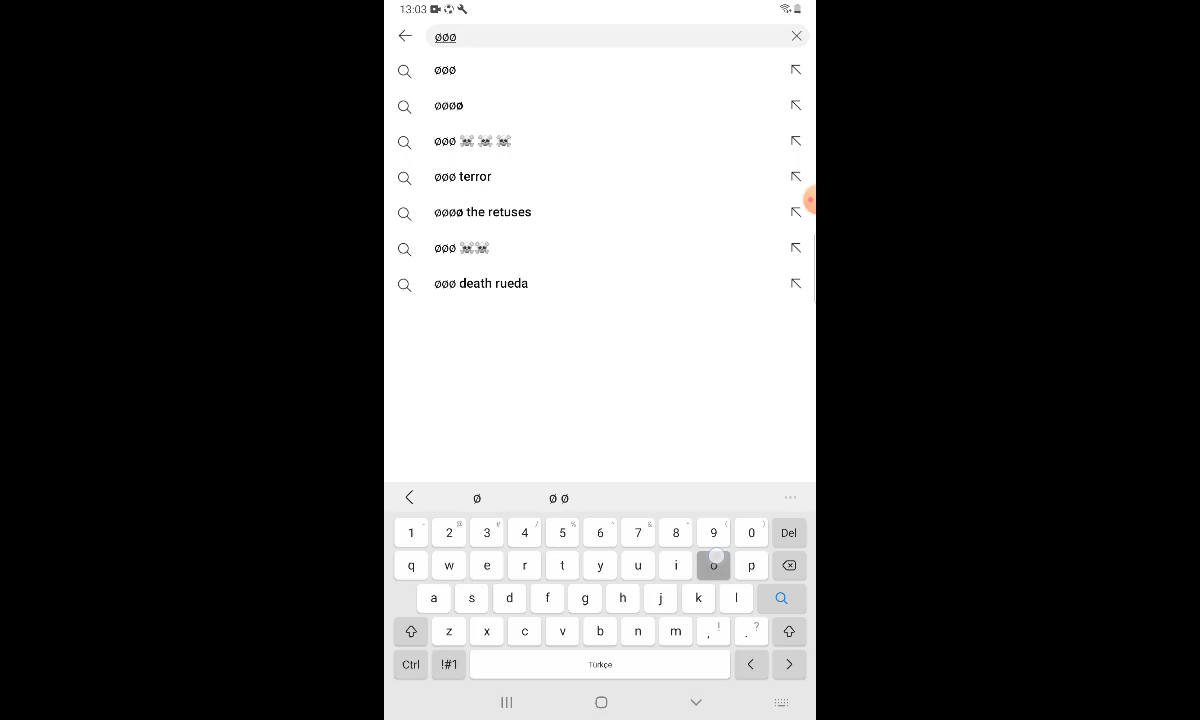 13:03
øøø
øøø
øøøø
øøø ☠️ ☠️ ☠️
øøø terror
øøøø the retuses
øøø ☠️☠️
øøø death rueda
ø øø
1 - 2 @ 3 # 4 / 5 % 6 ^ 7 & 8 * 9 ( 0 ) Del
q w e r t y u i o p
a s d f g h j k l
z x c v b n m , ! . ?
Ctrl !#1 Türkçe